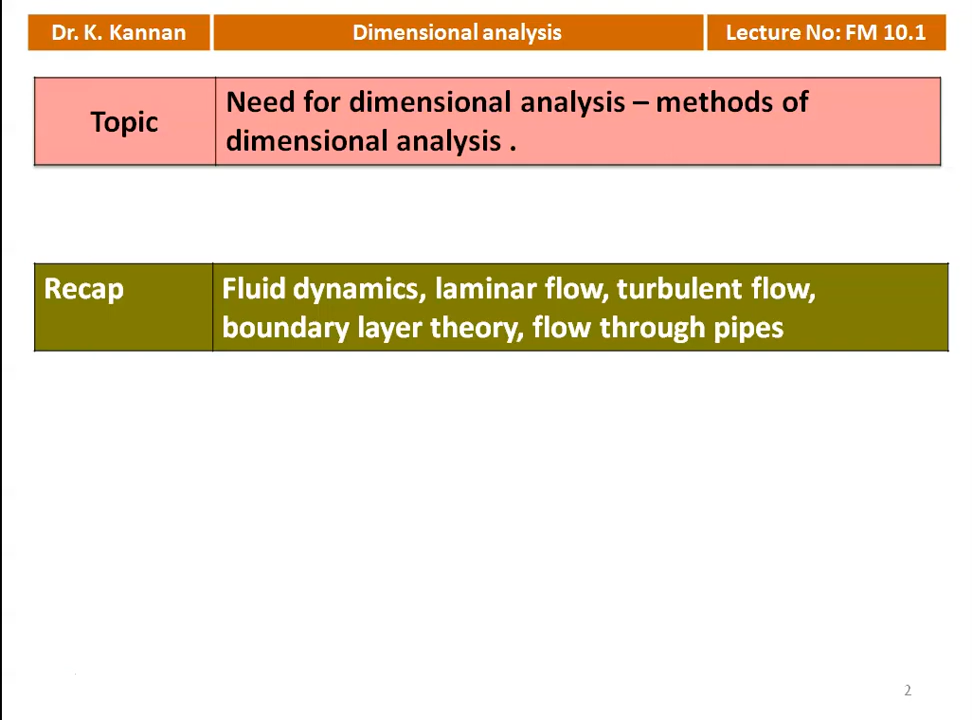 Dr. K. Kannan
Dimensional analysis
Lecture No: FM 10.1
Topic
Need for dimensional analysis – methods of
dimensional analysis .
Recap
Fluid dynamics, laminar flow, turbulent flow,
boundary layer theory, flow through pipes
2